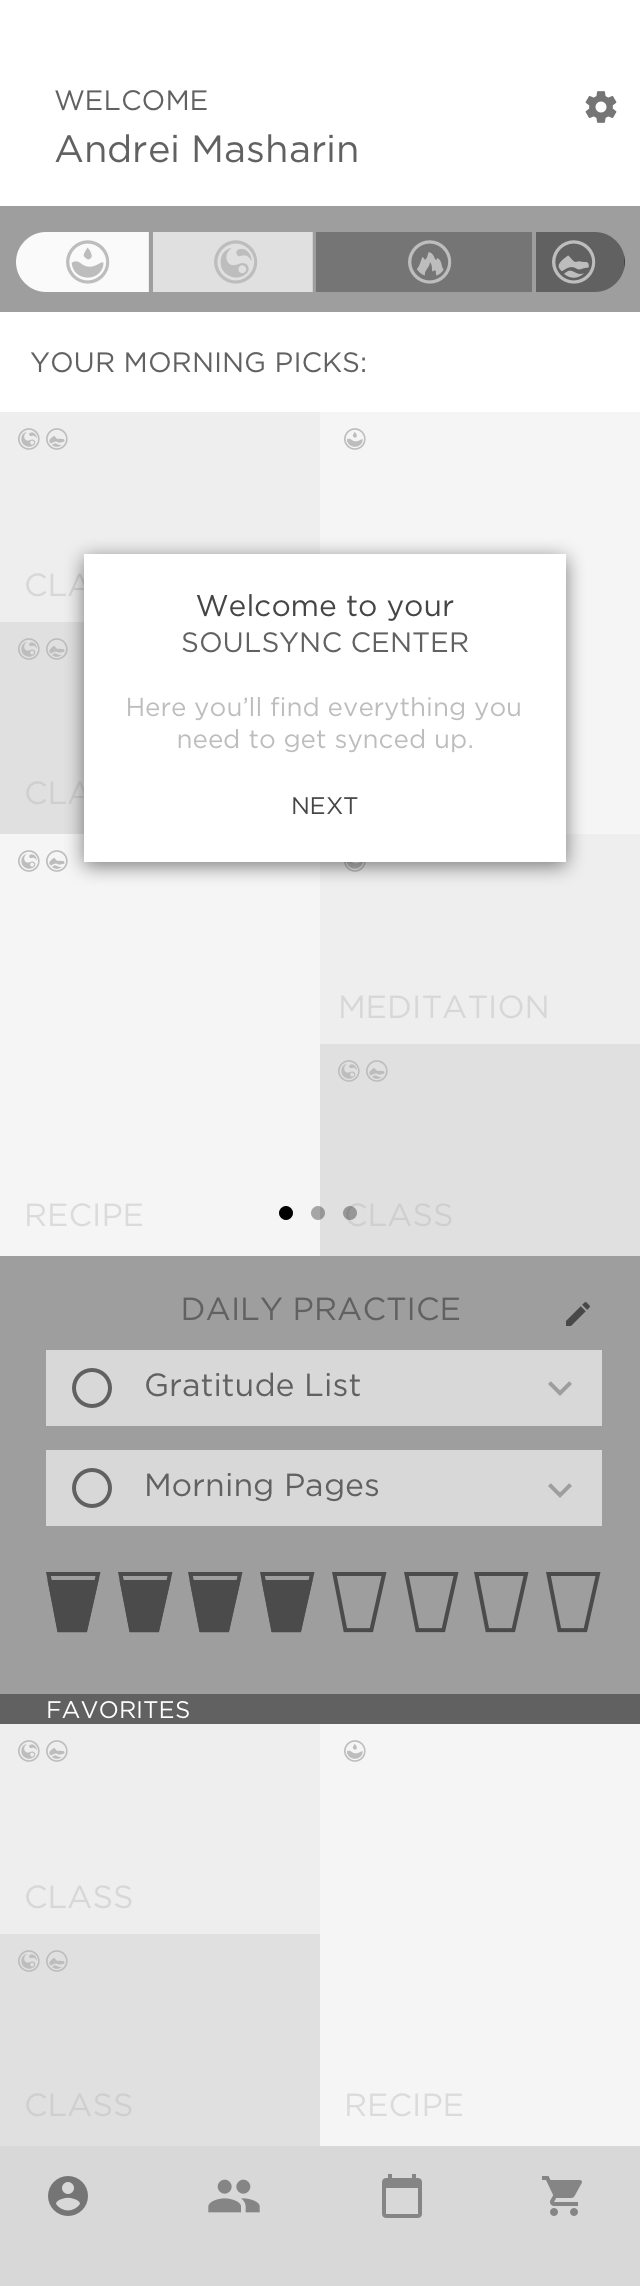 WELCOME
Andrei Masharin
YOUR MORNING PICKS:
CLA
Welcome to your
SOULSYNC CENTER
Here you’ll find everything you
need to get synced up.
CLA
NEXT
MEDITATION
RECIPE
CLASS
DAILY PRACTICE
Gratitude List
Morning Pages
FAVORITES
CLASS
CLASS
RECIPE